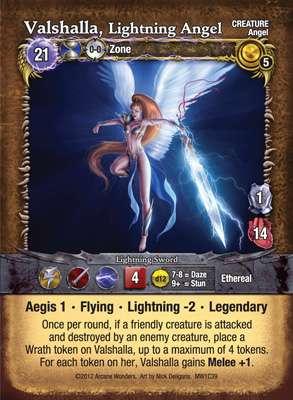 Valshalla, Lightning Angel
CREATURE
Angel
21
0-0 Zone
5
1
14
Lightning Sword
4
d12
7-8 = Daze
9+ = Stun
Ethereal
Aegis 1 · Flying · Lightning -2 · Legendary
Once per round, if a friendly creature is attacked
and destroyed by an enemy creature, place a
Wrath token on Valshalla, up to a maximum of 4 tokens.
For each token on her, Valshalla gains Melee +1.
©2012 Arcane Wonders. Art by Nick Deligaris. MW1C39